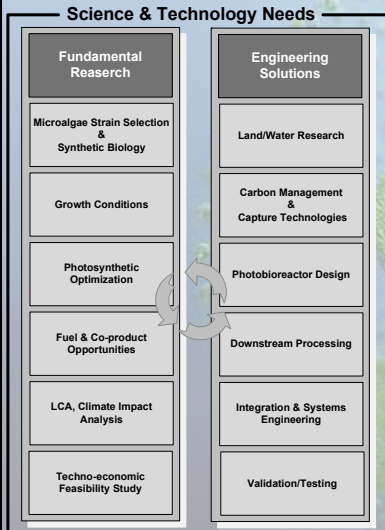 Science & Technology Needs
Fundamental
Reaserch
Microalgae Strain Selection
&
Synthetic Biology
Growth Conditions
Photosynthetic
Optimization
Fuel & Co-product
Opportunities
LCA, Climate Impact
Analysis
Techno-economic
Feasibility Study
Engineering
Solutions
Land/Water Research
Carbon Management
&
Capture Technologies
Photobioreactor Design
Downstream Processing
Integration & Systems
Engineering
Validation/Testing